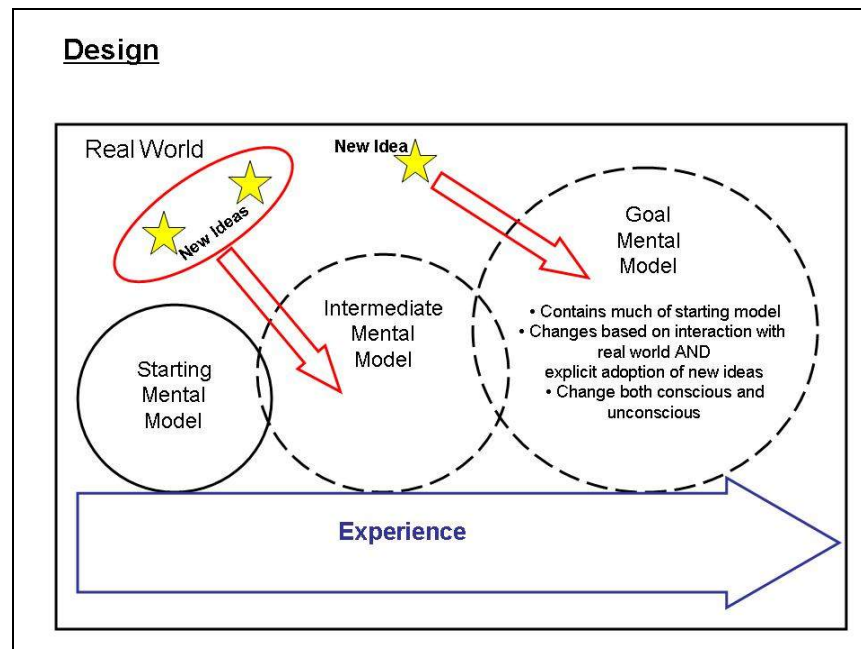 Design
Real World
New Ideas
New Idea
Starting
Mental
Model
Intermediate
Mental
Model
Goal
Mental
Model
• Contains much of starting model
• Changes based on interaction with
real world AND
explicit adoption of new ideas
• Change both conscious and
unconscious
Experience